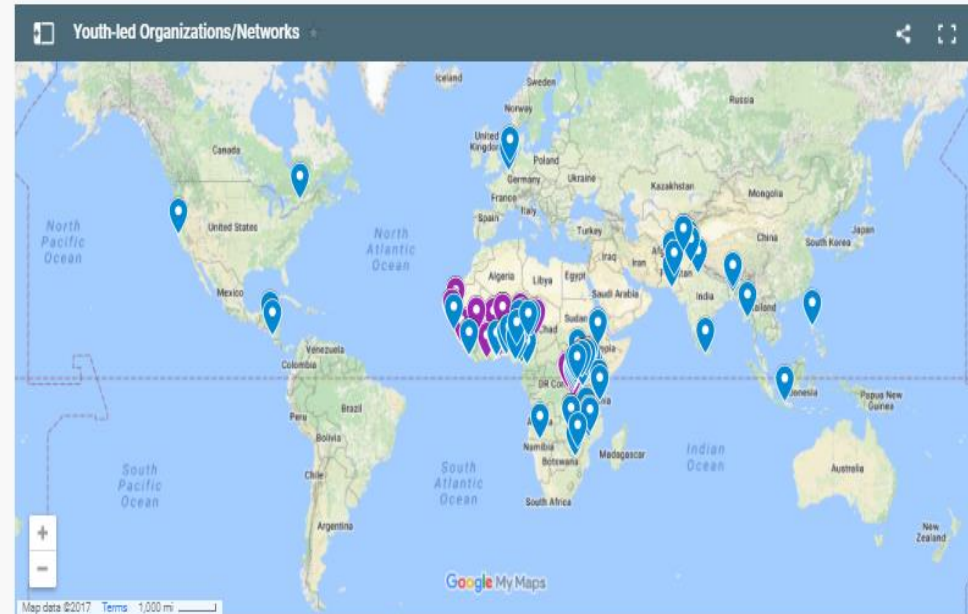 Youth-led Organizations/Networks
Iceland
Sweden
Norway
Russia
United
Kingdom
Canada
Poland
Germany
Ukraine
Kazakhstan
Mongolia
France
Italy
Spain
Turkey
North
Pacific
Ocean
United States
North
Atlantic
Ocean
China
Japan
South Korea
Iraq
Iran
Algeria
Libya
Egypt
Saudi Arabia
Mexico
India
Chad
Sudan
Venezuela
Colombia
Papua New
Guinea
Brazil
Peru
Bolivia
Namibia
Botswana
Madagascar
Indian
Ocean
Chile
Australia
South
Pacific
Ocean
South
Atlantic
Ocean
South Africa
Argentina
New
Zealand
+
−
Google My Maps
Map data ©2017 Terms 1,000 mi